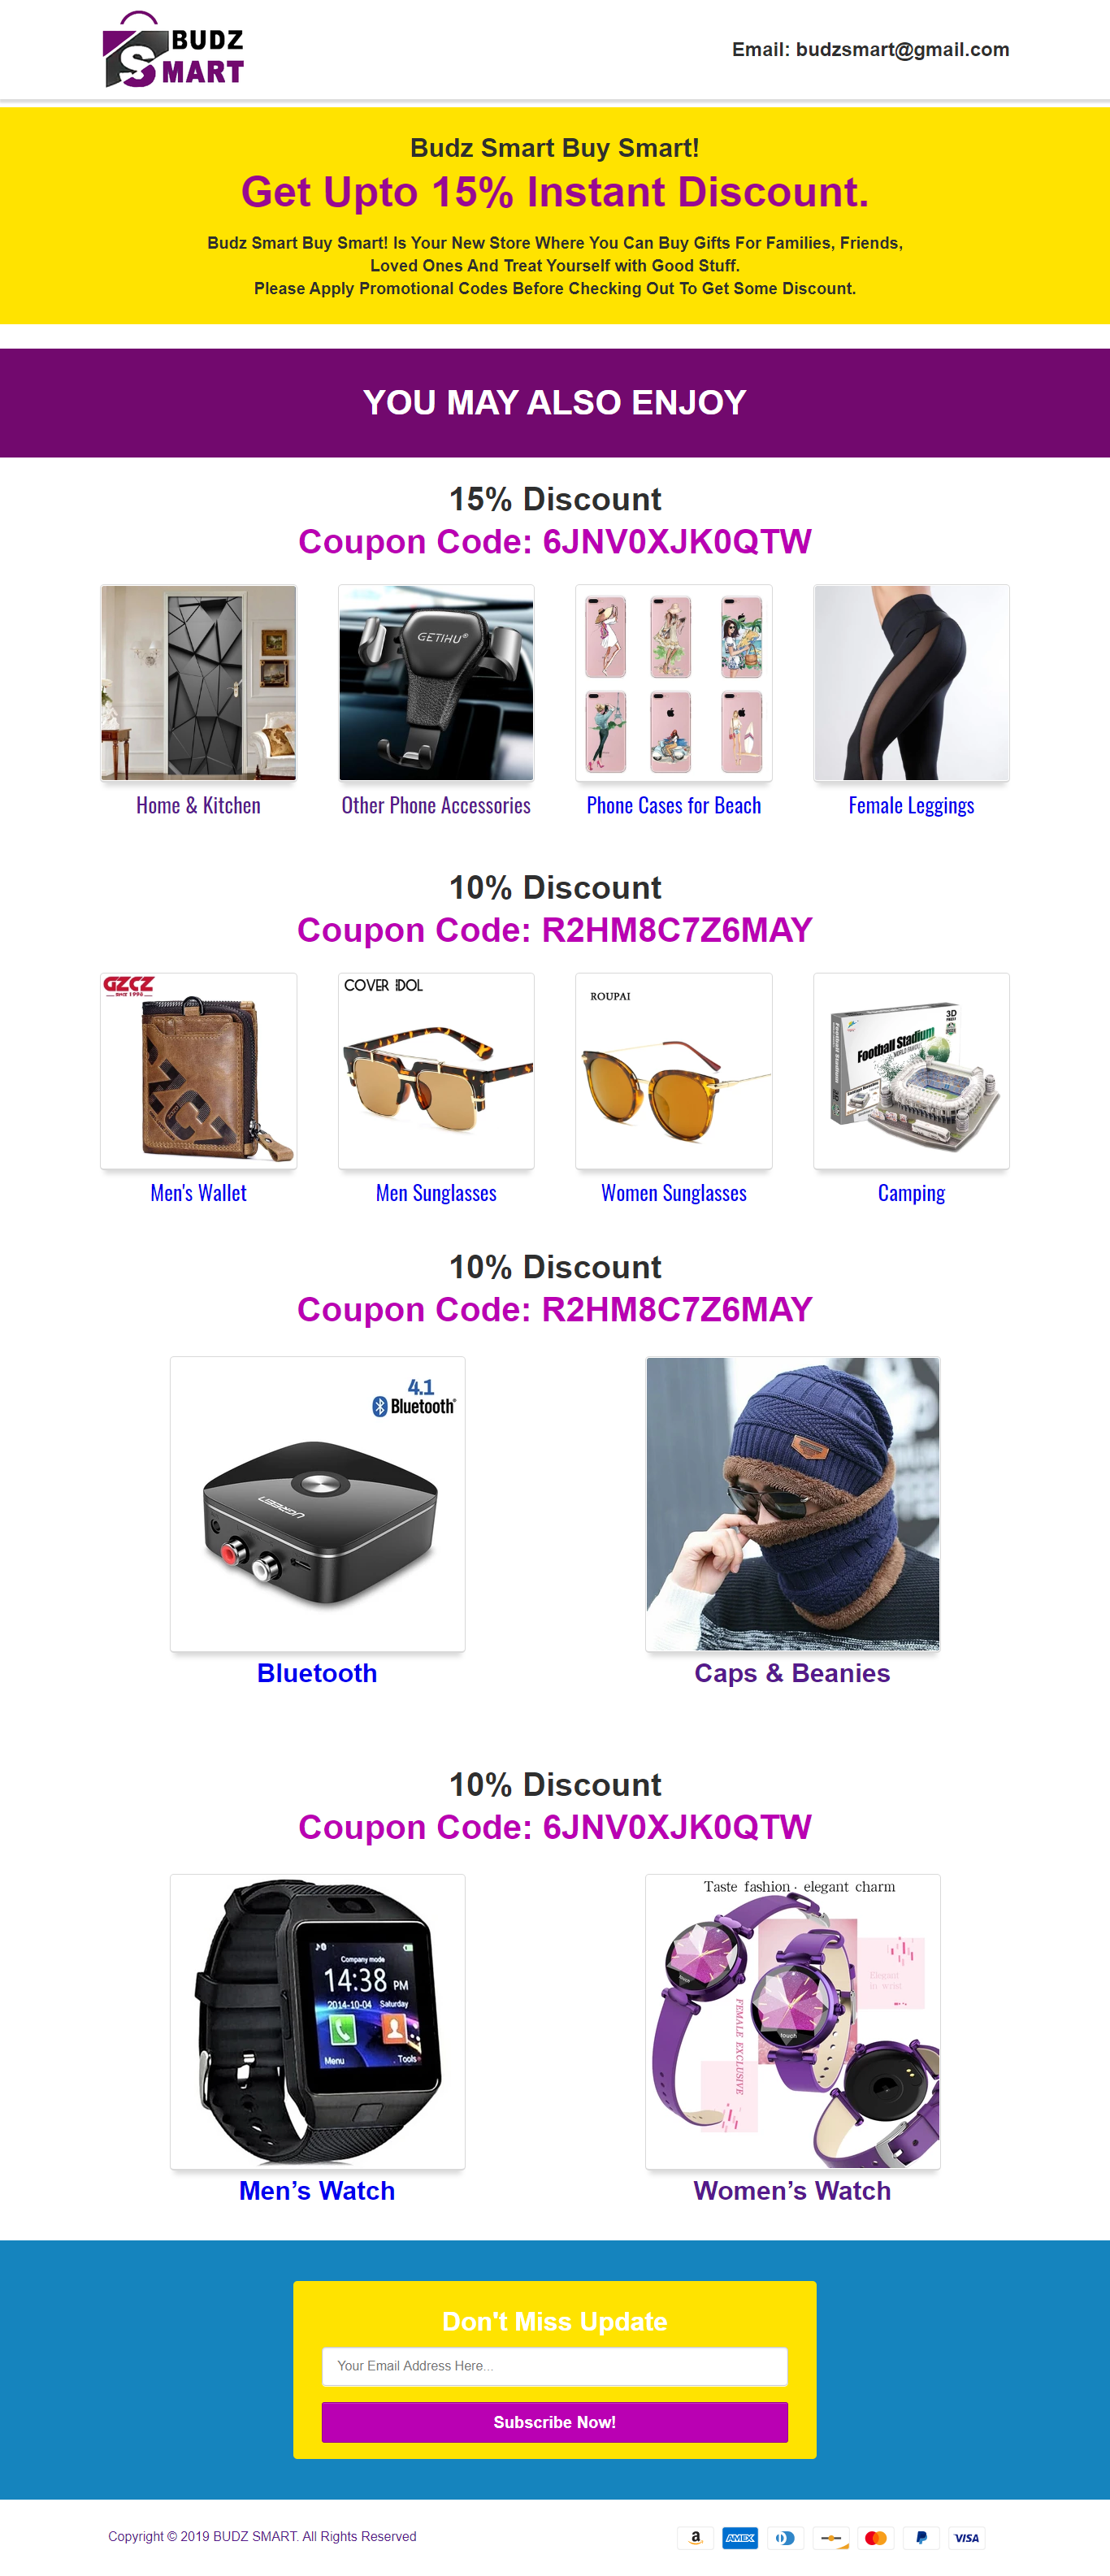 BUDZ
SMART
Email: budzsmart@gmail.com
Budz Smart Buy Smart!
Get Upto 15% Instant Discount.
Budz Smart Buy Smart! Is Your New Store Where You Can Buy Gifts For Families, Friends,
Loved Ones And Treat Yourself with Good Stuff.
Please Apply Promotional Codes Before Checking Out To Get Some Discount.
YOU MAY ALSO ENJOY
15% Discount
Coupon Code: 6JNV0XJK0QTW
GETIHU®
Home & Kitchen
Other Phone Accessories
Phone Cases for Beach
Female Leggings
10% Discount
Coupon Code: R2HM8C7Z6MAY
GZCZ
SINCE 1998
COVER IDOL
ROUPAI
3D
Football Stadium
Men's Wallet
Men Sunglasses
Women Sunglasses
Camping
10% Discount
Coupon Code: R2HM8C7Z6MAY
4.1
Bluetooth®
UGREEN
Bluetooth
Caps & Beanies
10% Discount
Coupon Code: 6JNV0XJK0QTW
Company mode
14:38 PM
2014-10-04 Saturday
Menu Tools
Taste fashion · elegant charm
Elegant
in wrist
FEMALE EXCLUSIVE
touch
Men’s Watch
Women’s Watch
Don't Miss Update
Your Email Address Here...
Subscribe Now!
Copyright © 2019 BUDZ SMART. All Rights Reserved
a AMEX VISA